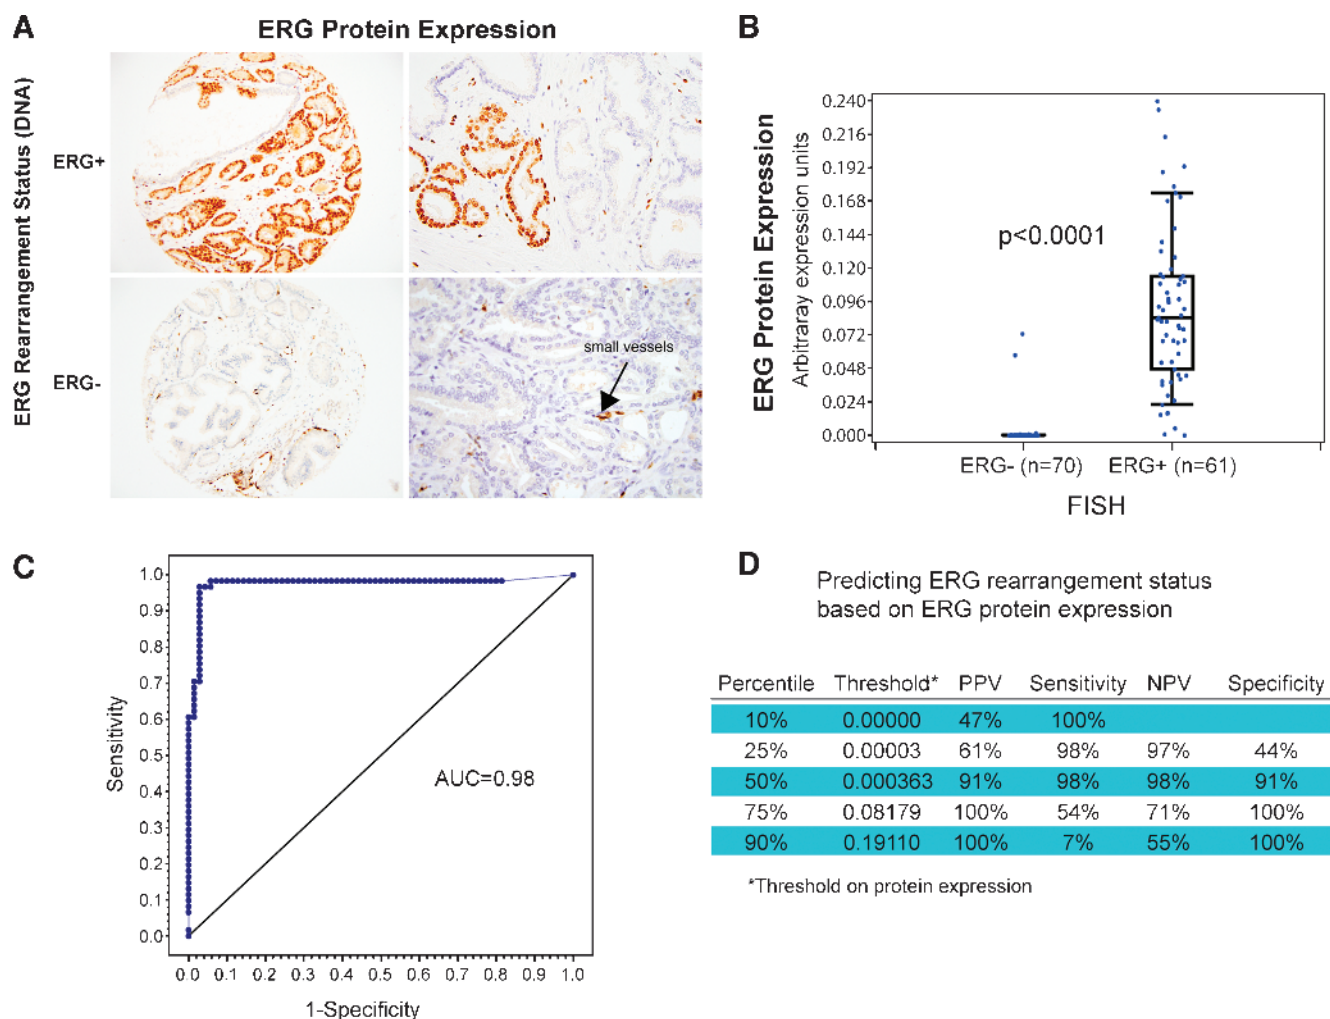 A
ERG Protein Expression
ERG Rearrangement Status (DNA)
ERG+
ERG-
small vessels
B
ERG Protein Expression
Arbitraray expression units
0.240
0.216
0.192
0.168
0.144
0.120
0.096
0.072
0.048
0.024
0.000
p<0.0001
ERG- (n=70) ERG+ (n=61)
FISH
C
Sensitivity
1.0
0.9
0.8
0.7
0.6
0.5
0.4
0.3
0.2
0.1
0.0
AUC=0.98
0.0 0.1 0.2 0.3 0.4 0.5 0.6 0.7 0.8 0.9 1.0
1-Specificity
D
Predicting ERG rearrangement status
based on ERG protein expression
Percentile Threshold* PPV Sensitivity NPV Specificity
10% 0.00000 47% 100%
25% 0.00003 61% 98% 97% 44%
50% 0.000363 91% 98% 98% 91%
75% 0.08179 100% 54% 71% 100%
90% 0.19110 100% 7% 55% 100%
*Threshold on protein expression